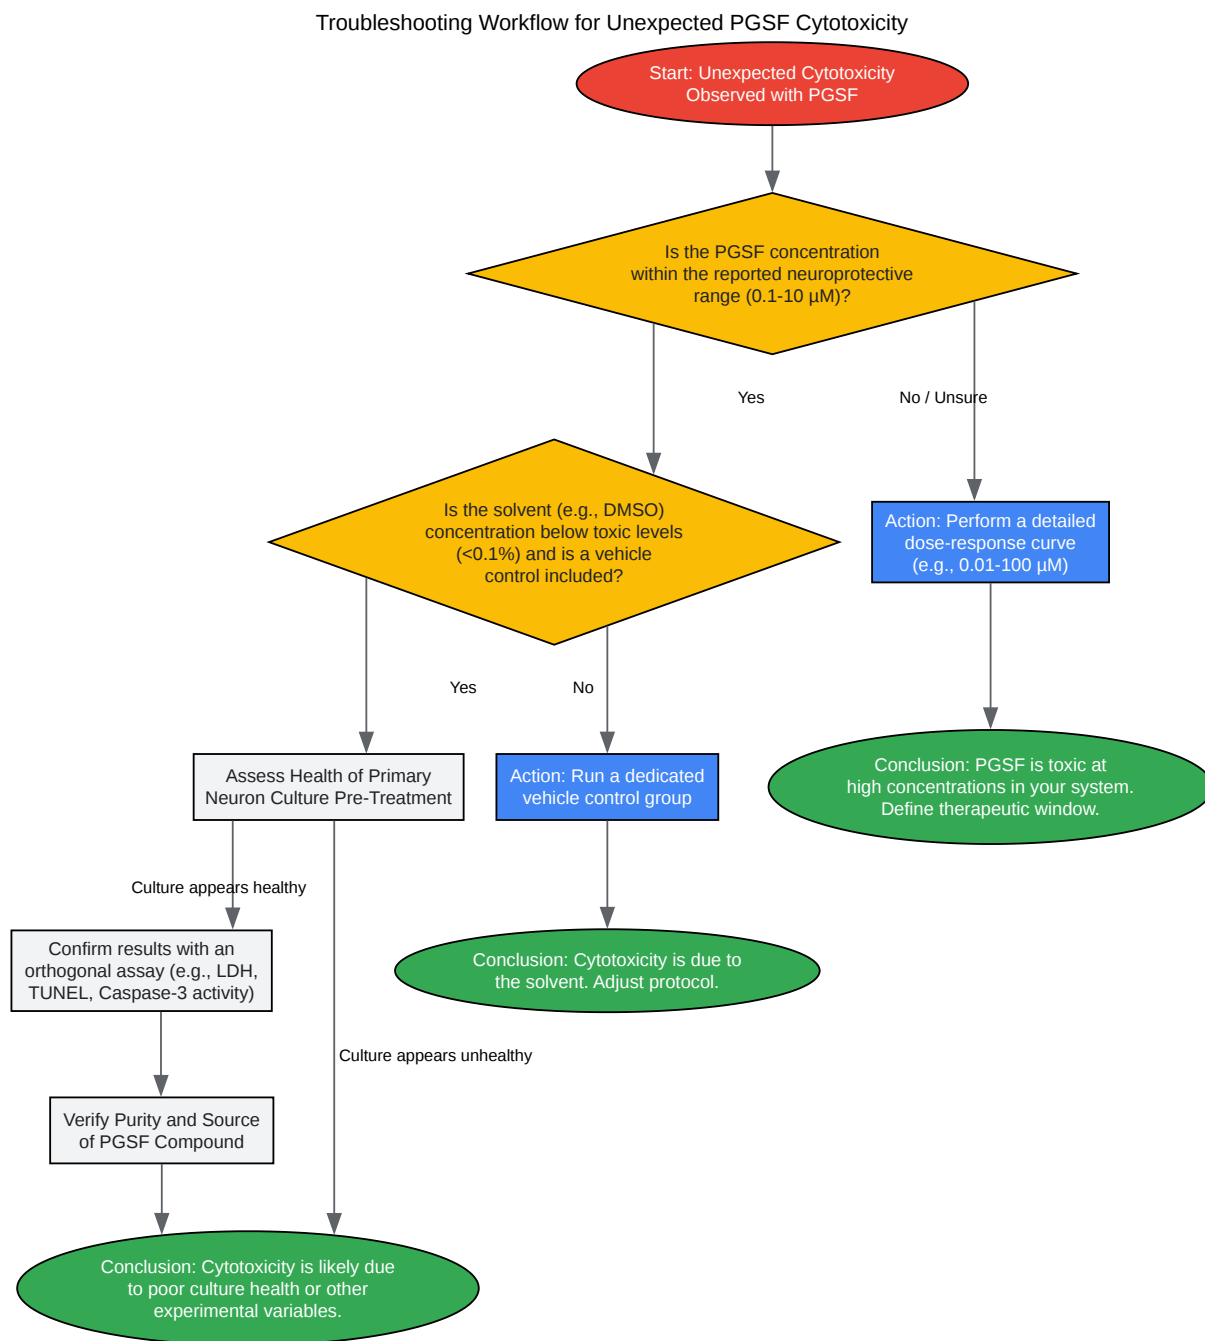 Troubleshooting Workflow for Unexpected PGSF Cytotoxicity
Start: Unexpected Cytotoxicity
Observed with PGSF
Is the PGSF concentration
within the reported neuroprotective
range (0.1-10 µM)?
Yes
No / Unsure
Is the solvent (e.g., DMSO)
concentration below toxic levels
(<0.1%) and is a vehicle
control included?
Action: Perform a detailed
dose-response curve
(e.g., 0.01-100 µM)
Yes
No
Assess Health of Primary
Neuron Culture Pre-Treatment
Action: Run a dedicated
vehicle control group
Conclusion: PGSF is toxic at
high concentrations in your system.
Define therapeutic window.
Culture appears healthy
Confirm results with an
orthogonal assay (e.g., LDH,
TUNEL, Caspase-3 activity)
Conclusion: Cytotoxicity is due to
the solvent. Adjust protocol.
Culture appears unhealthy
Verify Purity and Source
of PGSF Compound
Conclusion: Cytotoxicity is likely due
to poor culture health or other
experimental variables.